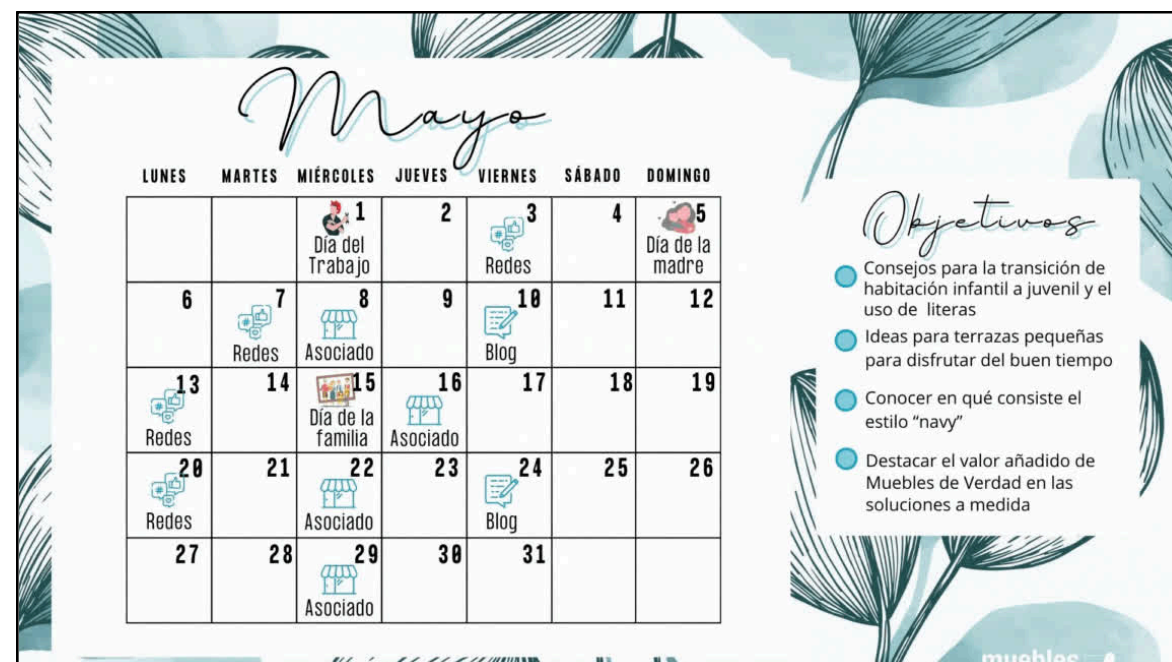 Mayo
LUNES MARTES MIÉRCOLES JUEVES VIERNES SÁBADO DOMINGO
1 2 3 4 5
Día del Trabajo Redes Día de la madre
6 7 8 9 10 11 12
Redes Asociado Blog
13 14 15 16 17 18 19
Redes Día de la familia Asociado
20 21 22 23 24 25 26
Redes Asociado Blog
27 28 29 30 31
Asociado
Objetivos
Consejos para la transición de
habitación infantil a juvenil y el
uso de literas
Ideas para terrazas pequeñas
para disfrutar del buen tiempo
Conocer en qué consiste el
estilo “navy”
Destacar el valor añadido de
Muebles de Verdad en las
soluciones a medida
muebles